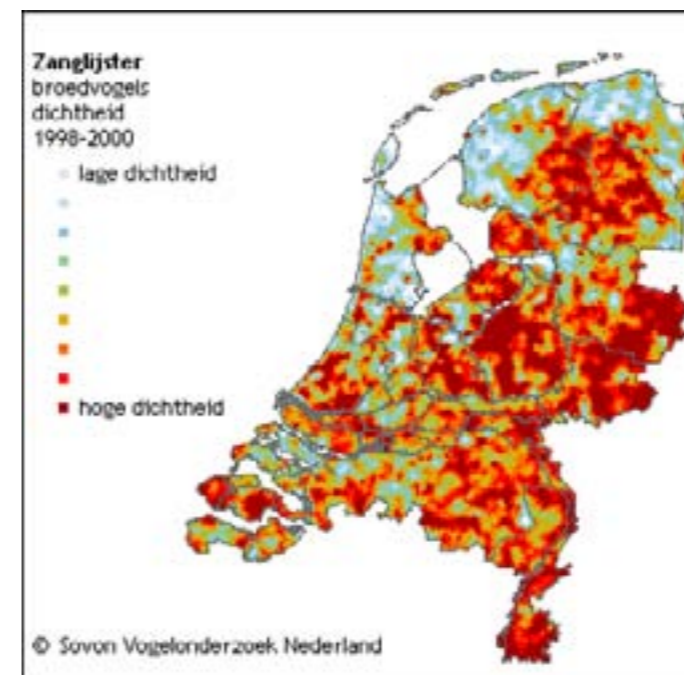 Zanglijster
broedvogels
dichtheid
1998-2000
lage dichtheid
hoge dichtheid
© Sovon Vogelonderzoek Nederland